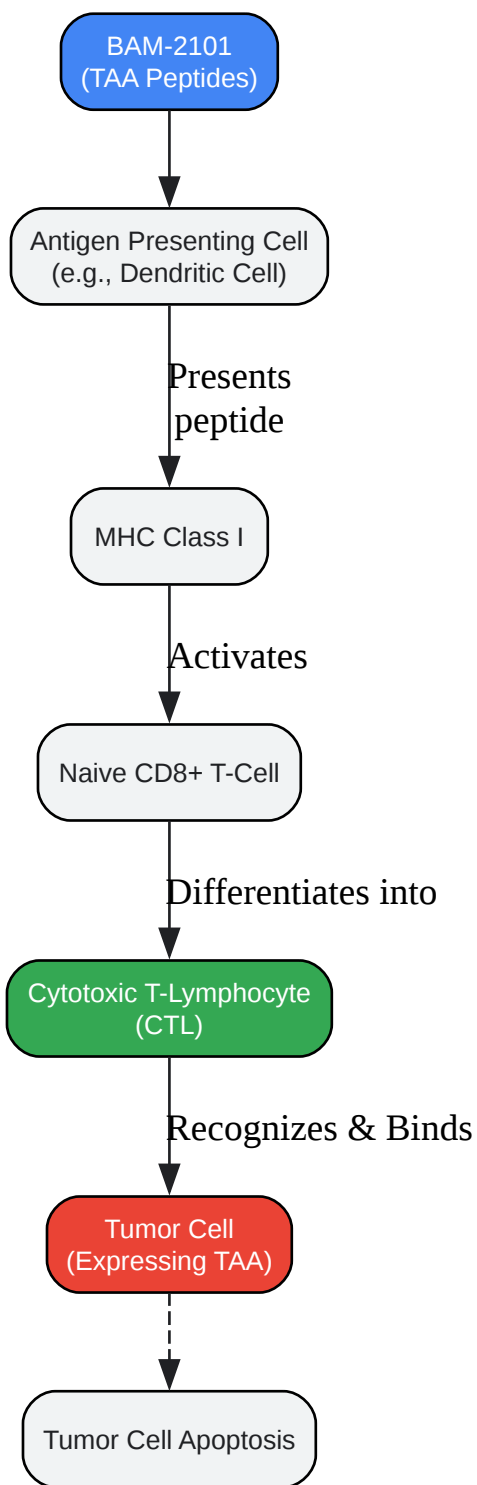 BAM-2101
(TAA Peptides)
Antigen Presenting Cell
(e.g., Dendritic Cell)
Presents
peptide
MHC Class I
Activates
Naive CD8+ T-Cell
Differentiates into
Cytotoxic T-Lymphocyte
(CTL)
Recognizes & Binds
Tumor Cell
(Expressing TAA)
Tumor Cell Apoptosis